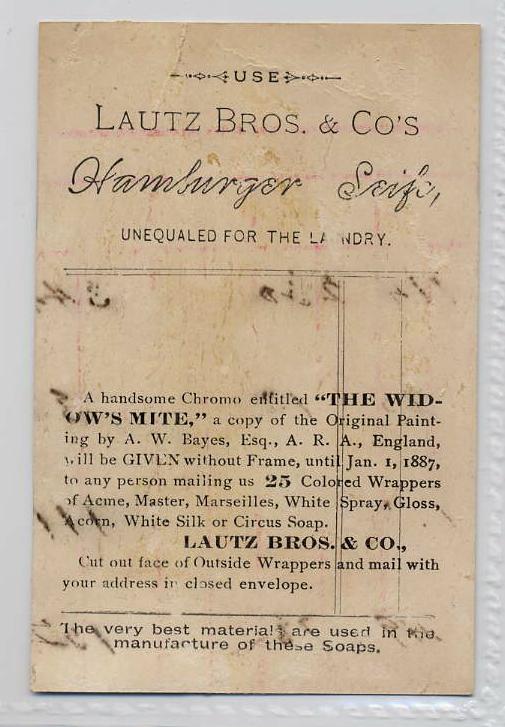 USE
LAUTZ BROS. & CO'S
Hamburger Seife,
UNEQUALED FOR THE LAUNDRY.
A handsome Chromo entitled “THE WID-
OW'S MITE,” a copy of the Original Paint-
ing by A. W. Bayes, Esq., A. R. A., England,
will be GIVEN without Frame, until Jan. 1, 1887,
to any person mailing us 25 Colored Wrappers
of Acme, Master, Marseilles, White Spray, Gloss,
Acorn, White Silk or Circus Soap.
LAUTZ BROS. & CO.,
Cut out face of Outside Wrappers and mail with
your address in closed envelope.
The very best materials are used in the
manufacture of these Soaps.